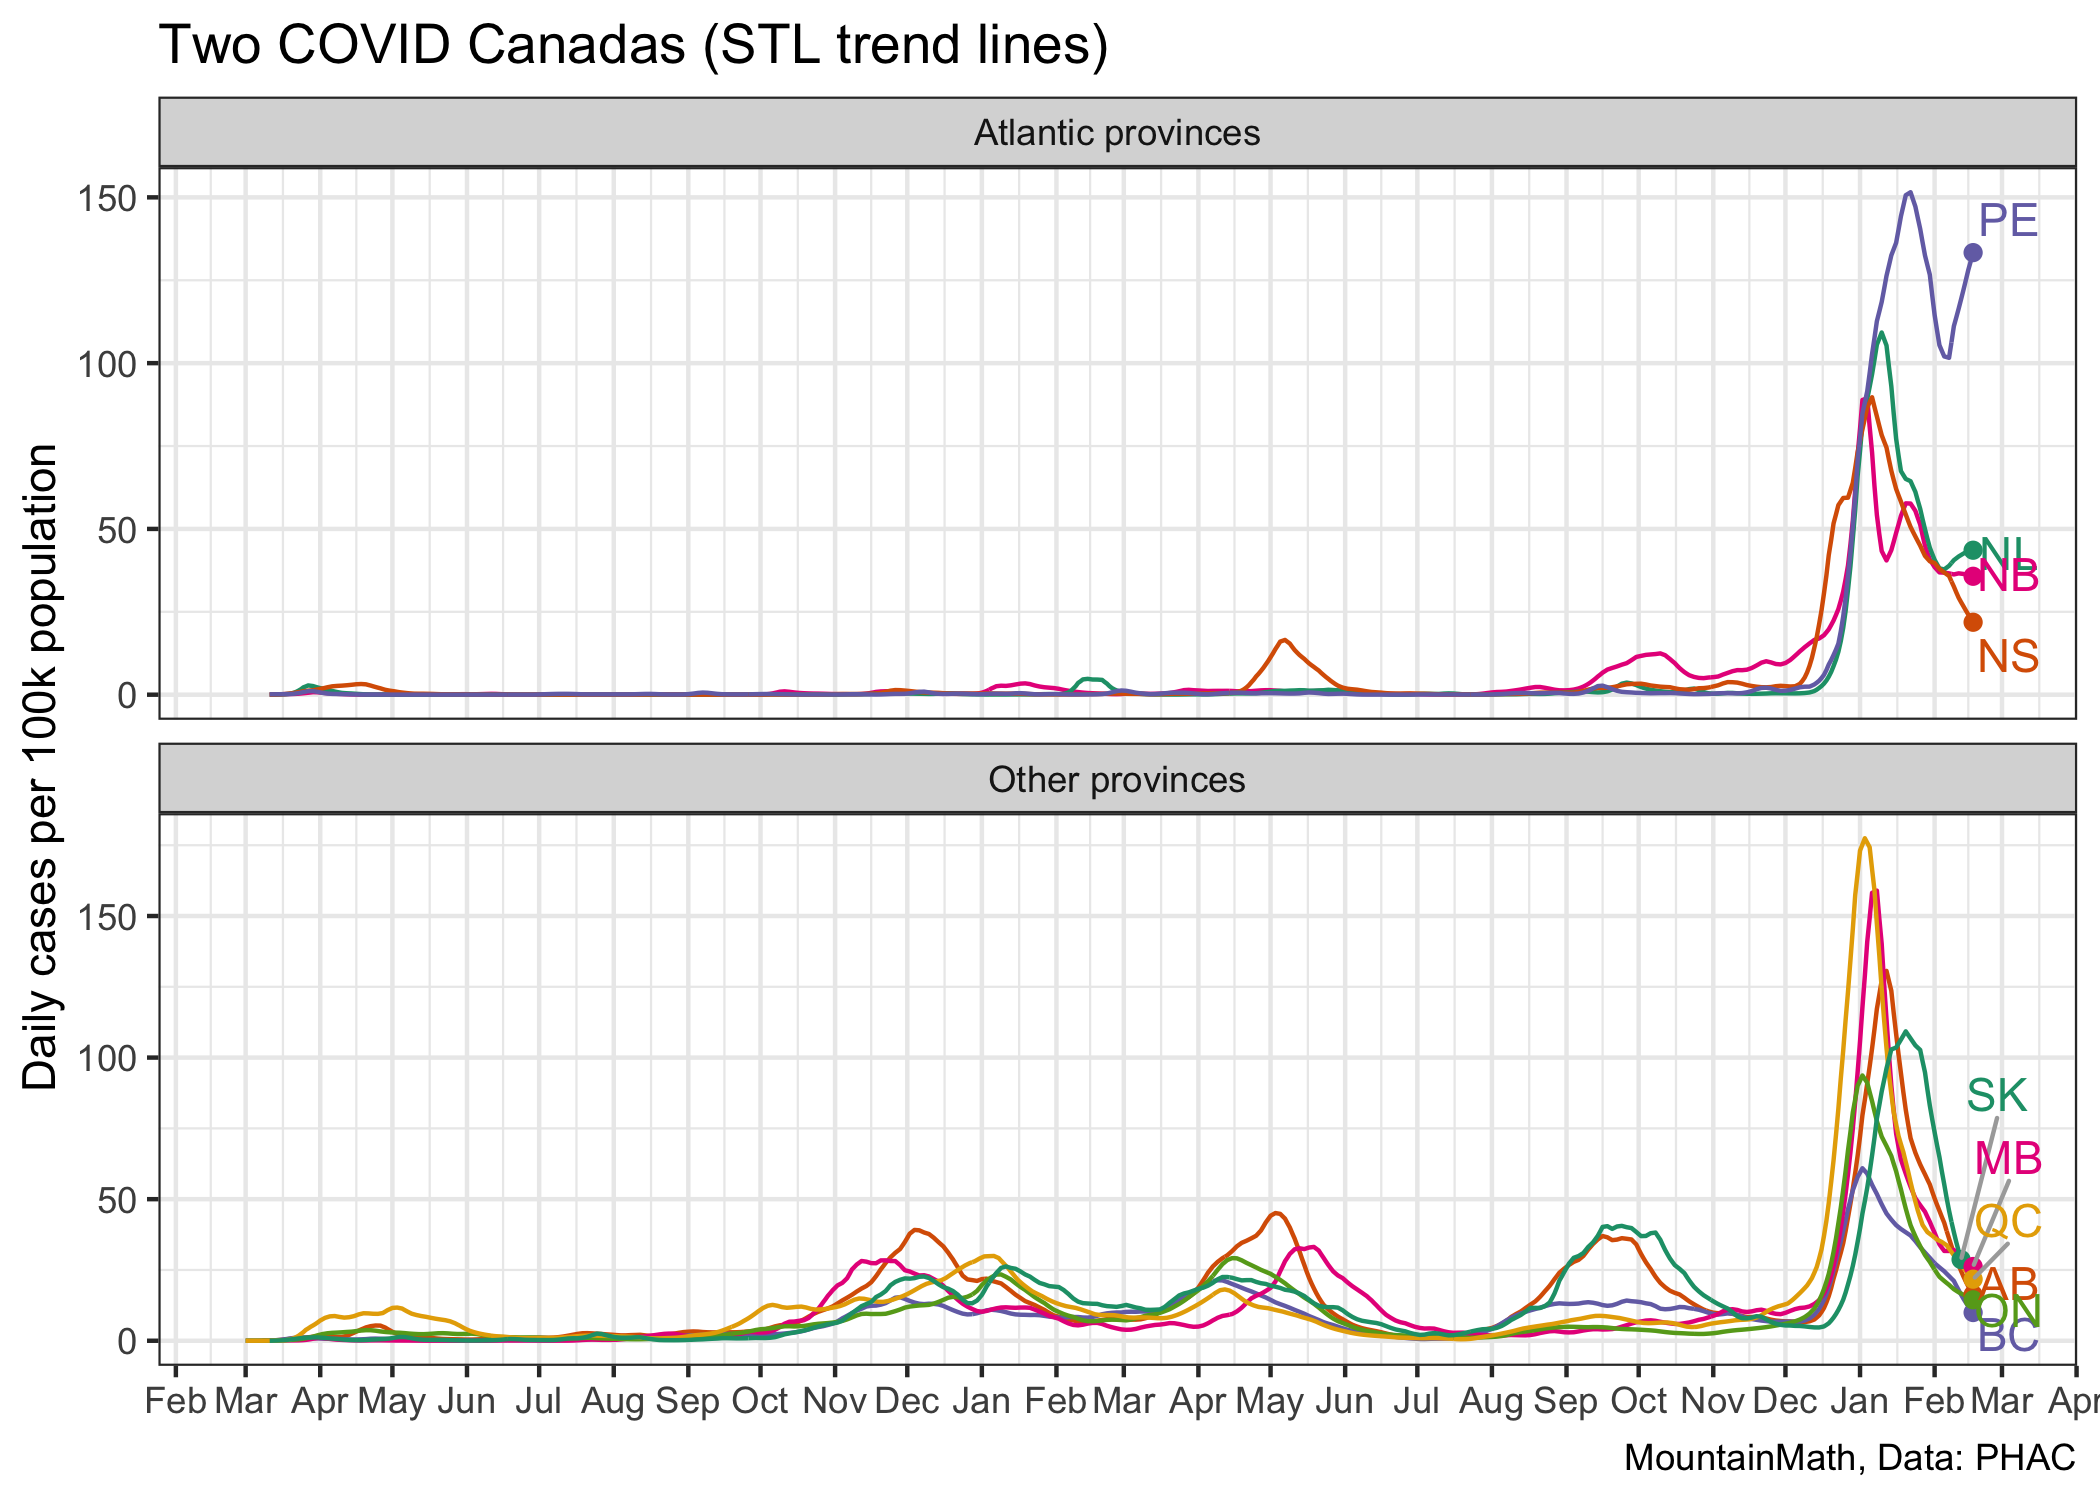 Two COVID Canadas (STL trend lines)
Atlantic provinces
150
100
50
0
PE
NL
NB
NS
Daily cases per 100k population
Other provinces
150
100
50
0
SK
MB
QC
AB
ON
BC
Feb Mar Apr May Jun Jul Aug Sep Oct Nov Dec Jan Feb Mar Apr May Jun Jul Aug Sep Oct Nov Dec Jan Feb Mar Apr
MountainMath, Data: PHAC